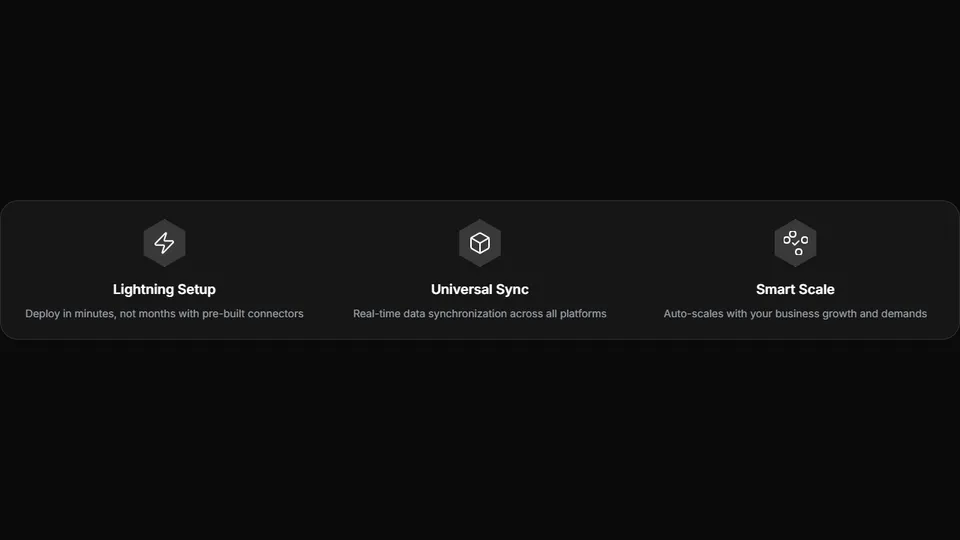 Lightning Setup
Deploy in minutes, not months with pre-built connectors
Universal Sync
Real-time data synchronization across all platforms
Smart Scale
Auto-scales with your business growth and demands